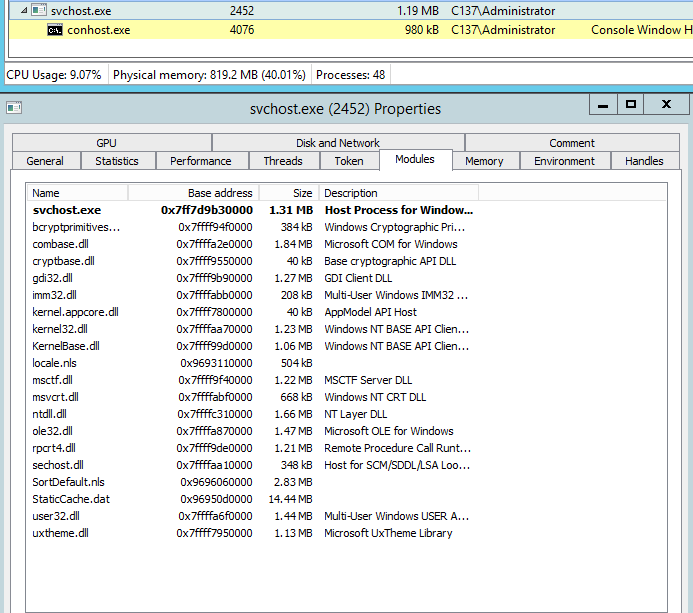 svchost.exe 2452 1.19 MB C137\Administrator
conhost.exe 4076 980 kB C137\Administrator Console Window H
CPU Usage: 9.07% Physical memory: 819.2 MB (40.01%) Processes: 48
svchost.exe (2452) Properties
GPU Disk and Network Comment
General Statistics Performance Threads Token Modules Memory Environment Handles
Name Base address Size Description
svchost.exe 0x7ff7d9b30000 1.31 MB Host Process for Window...
bcryptprimitives... 0x7ffff94f0000 384 kB Windows Cryptographic Pri...
combase.dll 0x7ffffa2e0000 1.84 MB Microsoft COM for Windows
cryptbase.dll 0x7ffff9550000 40 kB Base cryptographic API DLL
gdi32.dll 0x7ffff9b90000 1.27 MB GDI Client DLL
imm32.dll 0x7ffffabb0000 208 kB Multi-User Windows IMM32 ...
kernel.appcore.dll 0x7ffff7800000 40 kB AppModel API Host
kernel32.dll 0x7ffffaa70000 1.23 MB Windows NT BASE API Clien...
KernelBase.dll 0x7ffff99d0000 1.06 MB Windows NT BASE API Clien...
locale.nls 0x9693110000 504 kB
msctf.dll 0x7ffff9f40000 1.22 MB MSCTF Server DLL
msvcrt.dll 0x7ffffabf0000 668 kB Windows NT CRT DLL
ntdll.dll 0x7ffffc310000 1.66 MB NT Layer DLL
ole32.dll 0x7ffffa870000 1.47 MB Microsoft OLE for Windows
rpcrt4.dll 0x7ffff9de0000 1.21 MB Remote Procedure Call Runt...
sechost.dll 0x7ffffaa10000 348 kB Host for SCM/SDDL/LSA Loo...
SortDefault.nls 0x9696060000 2.83 MB
StaticCache.dat 0x96950d0000 14.44 MB
user32.dll 0x7ffffa6f0000 1.44 MB Multi-User Windows USER A...
uxtheme.dll 0x7ffff7950000 1.13 MB Microsoft UxTheme Library